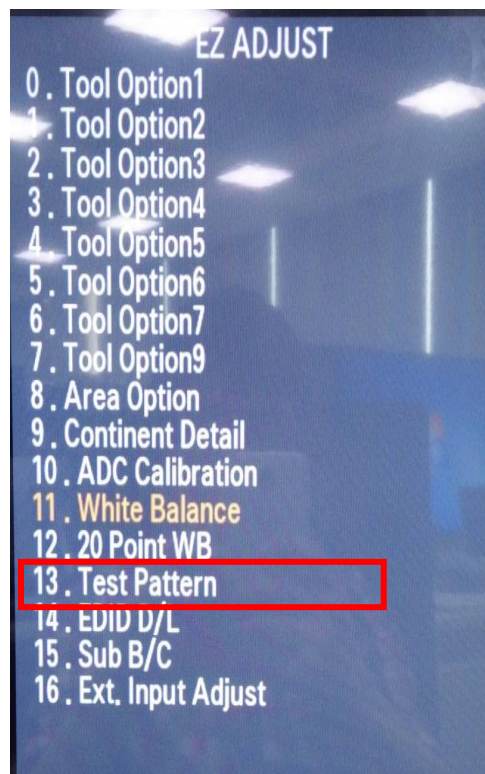 EZ ADJUST
0. Tool Option1
1. Tool Option2
2. Tool Option3
3. Tool Option4
4. Tool Option5
5. Tool Option6
6. Tool Option7
7. Tool Option9
8. Area Option
9. Continent Detail
10. ADC Calibration
11. White Balance
12. 20 Point WB
13. Test Pattern
14. EDID D/L
15. Sub B/C
16. Ext. Input Adjust